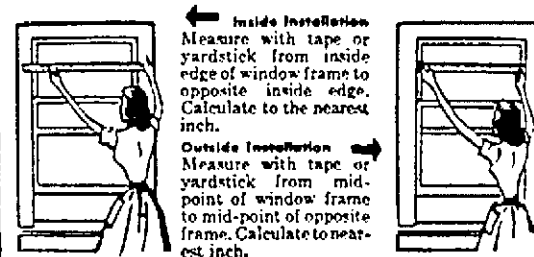 Inside Installation
Measure with tape or
yardstick from inside
edge of window frame to
opposite inside edge.
Calculate to the nearest
inch.
Outside Installation
Measure with tape or
yardstick from mid-
point of window frame
to mid-point of opposite
frame. Calculate to near-
est inch.